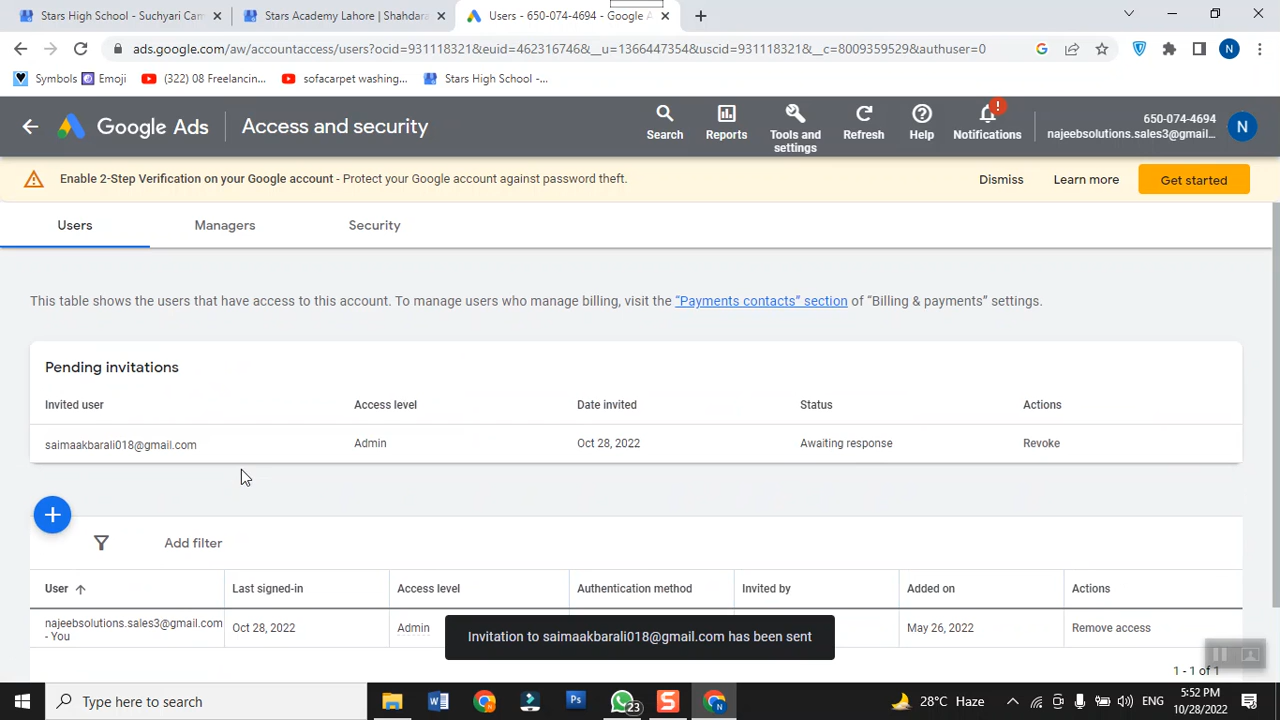 Stars High School - Suchyari Cam
Stars Academy Lahore | Shahdara
Users - 650-074-4694 - Google A
ads.google.com/aw/accountaccess/users?ocid=931118321&euid=462316746&__u=1366447354&uscid=931118321&__c=8009359529&authuser=0
N
Symbols
Emoji
(322) 08 Freelancin...
sofacarpet washing...
Stars High School -...
Google Ads
Access and security
Search
Reports
Tools and settings
Refresh
Help
!
Notifications
650-074-4694
najeebsolutions.sales3@gmail...
N
Enable 2-Step Verification on your Google account - Protect your Google account against password theft.
Dismiss
Learn more
Get started
Users
Managers
Security
This table shows the users that have access to this account. To manage users who manage billing, visit the “Payments contacts” section of “Billing & payments” settings.
Pending invitations
Invited user
Access level
Date invited
Status
Actions
saimaakbarali018@gmail.com
Admin
Oct 28, 2022
Awaiting response
Revoke
Add filter
User
Last signed-in
Access level
Authentication method
Invited by
Added on
Actions
najeebsolutions.sales3@gmail.com - You
Oct 28, 2022
Admin
May 26, 2022
Remove access
Invitation to saimaakbarali018@gmail.com has been sent
1 - 1 of 1
Type here to search
W
Ps
23
S
N
28°C Haze
ENG
5:52 PM
10/28/2022